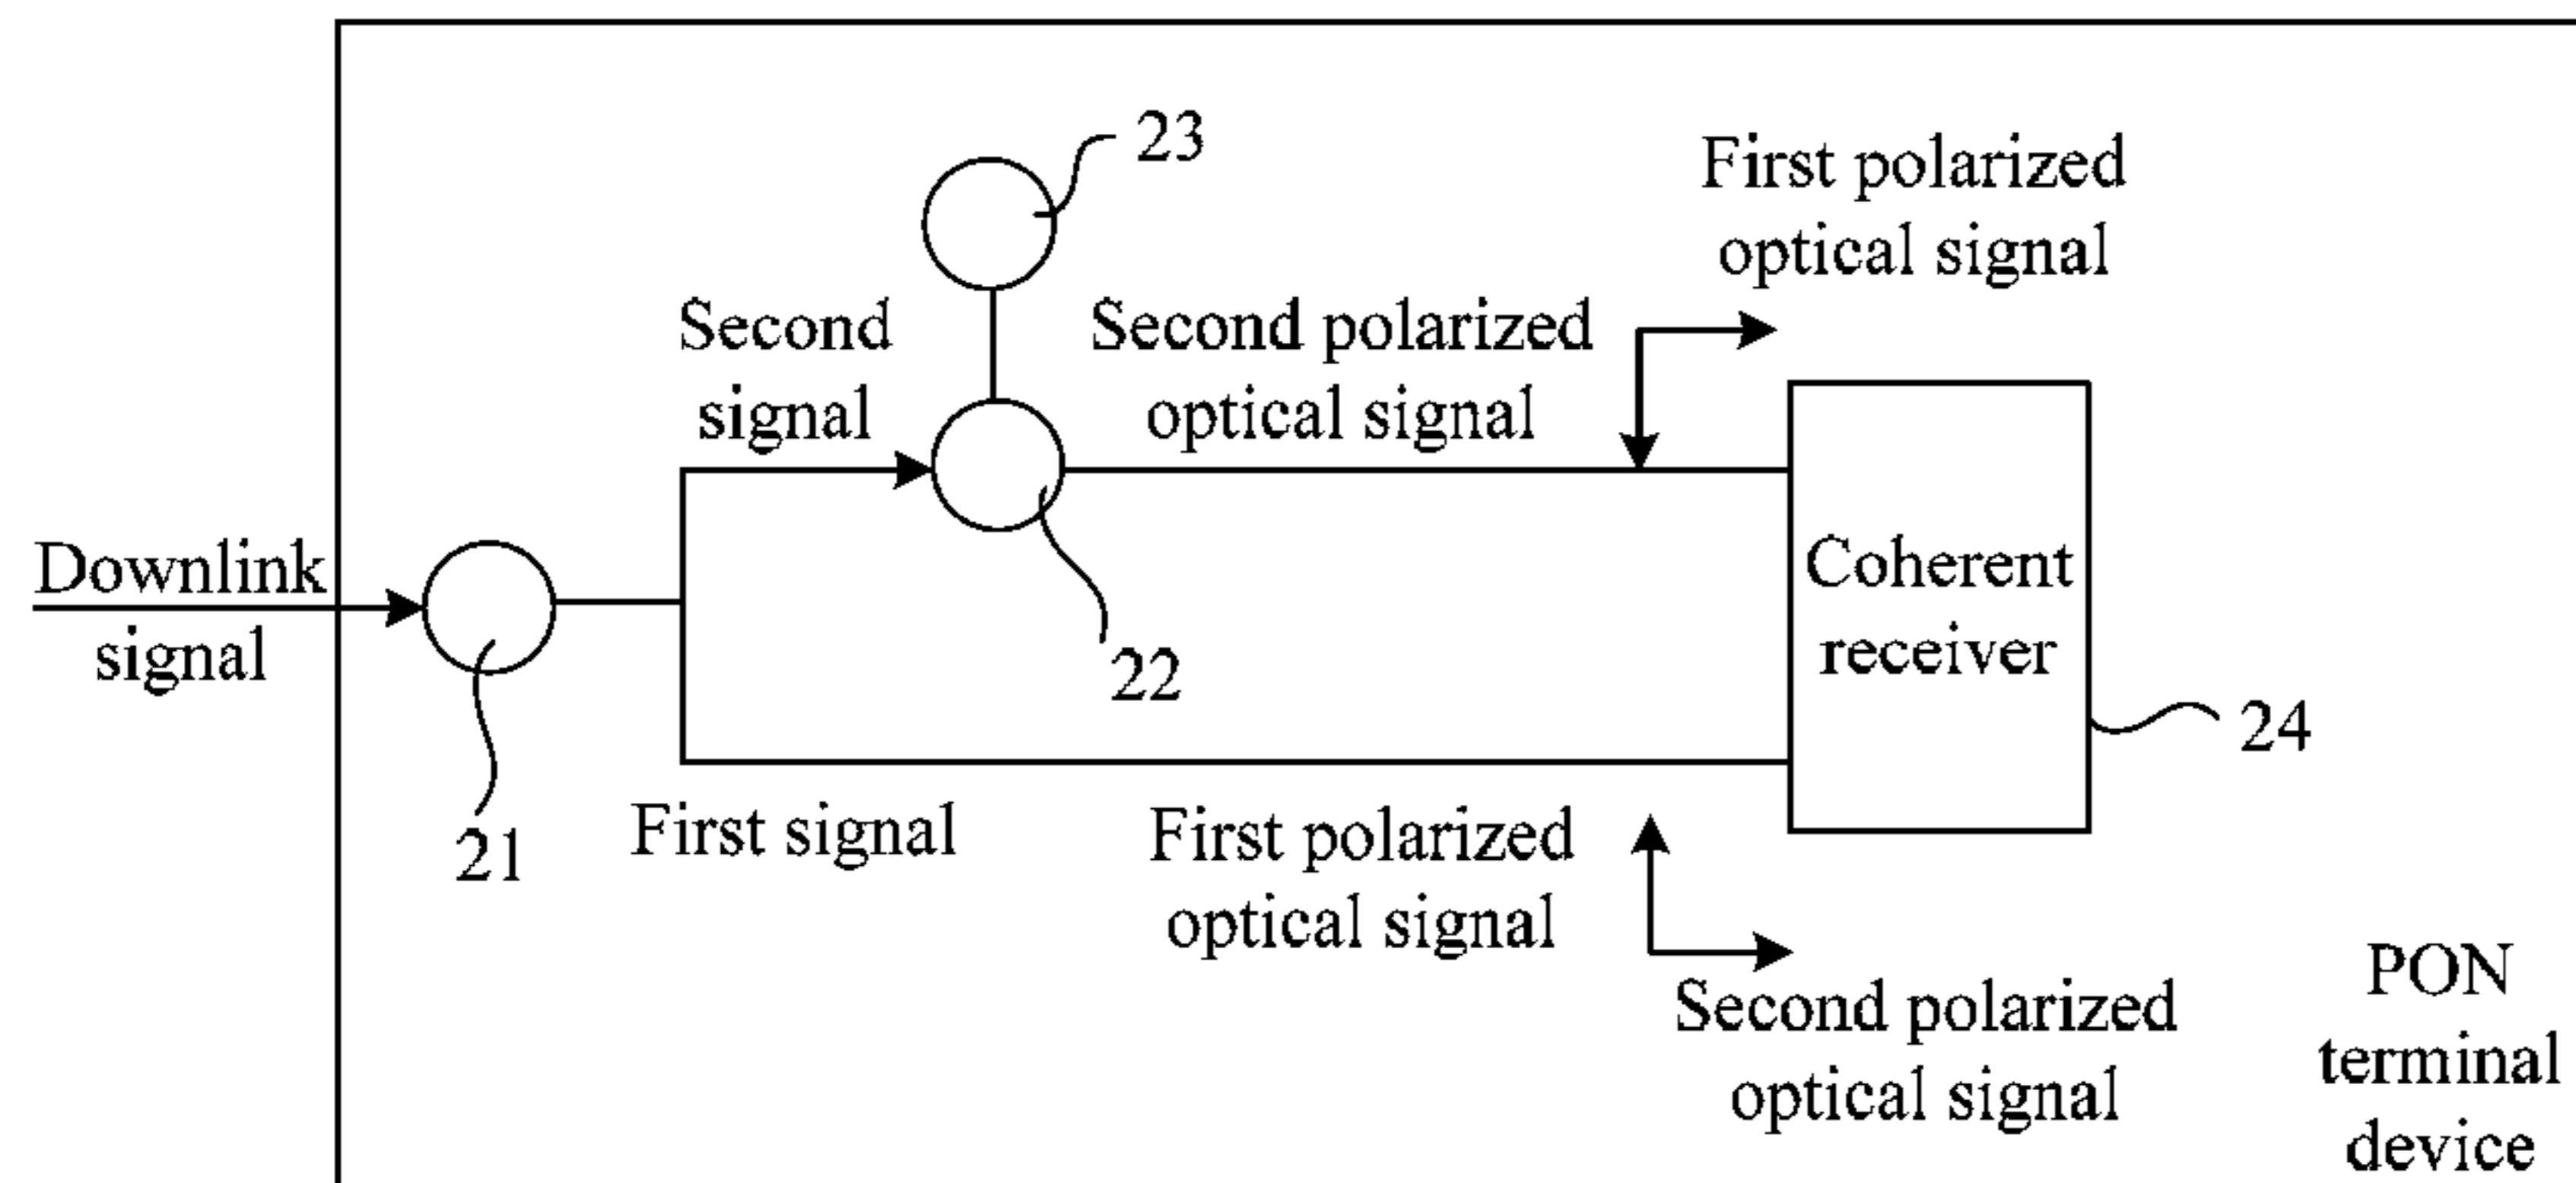 23
First polarized
optical signal
Second
signal
Second polarized
optical signal
Downlink
signal
22
Coherent
receiver
24
21
First signal
First polarized
optical signal
Second polarized
optical signal
PON
terminal
device